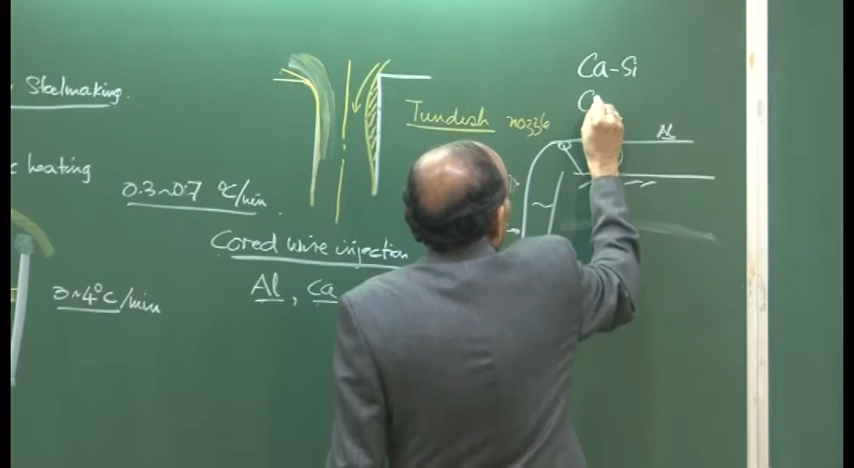 Steelmaking.
heating
0.3~0.7 °C/min.
3~4°C/min
Tundish nozzle
Cored wire injection
Al, Ca
Ca-Si
C
Al